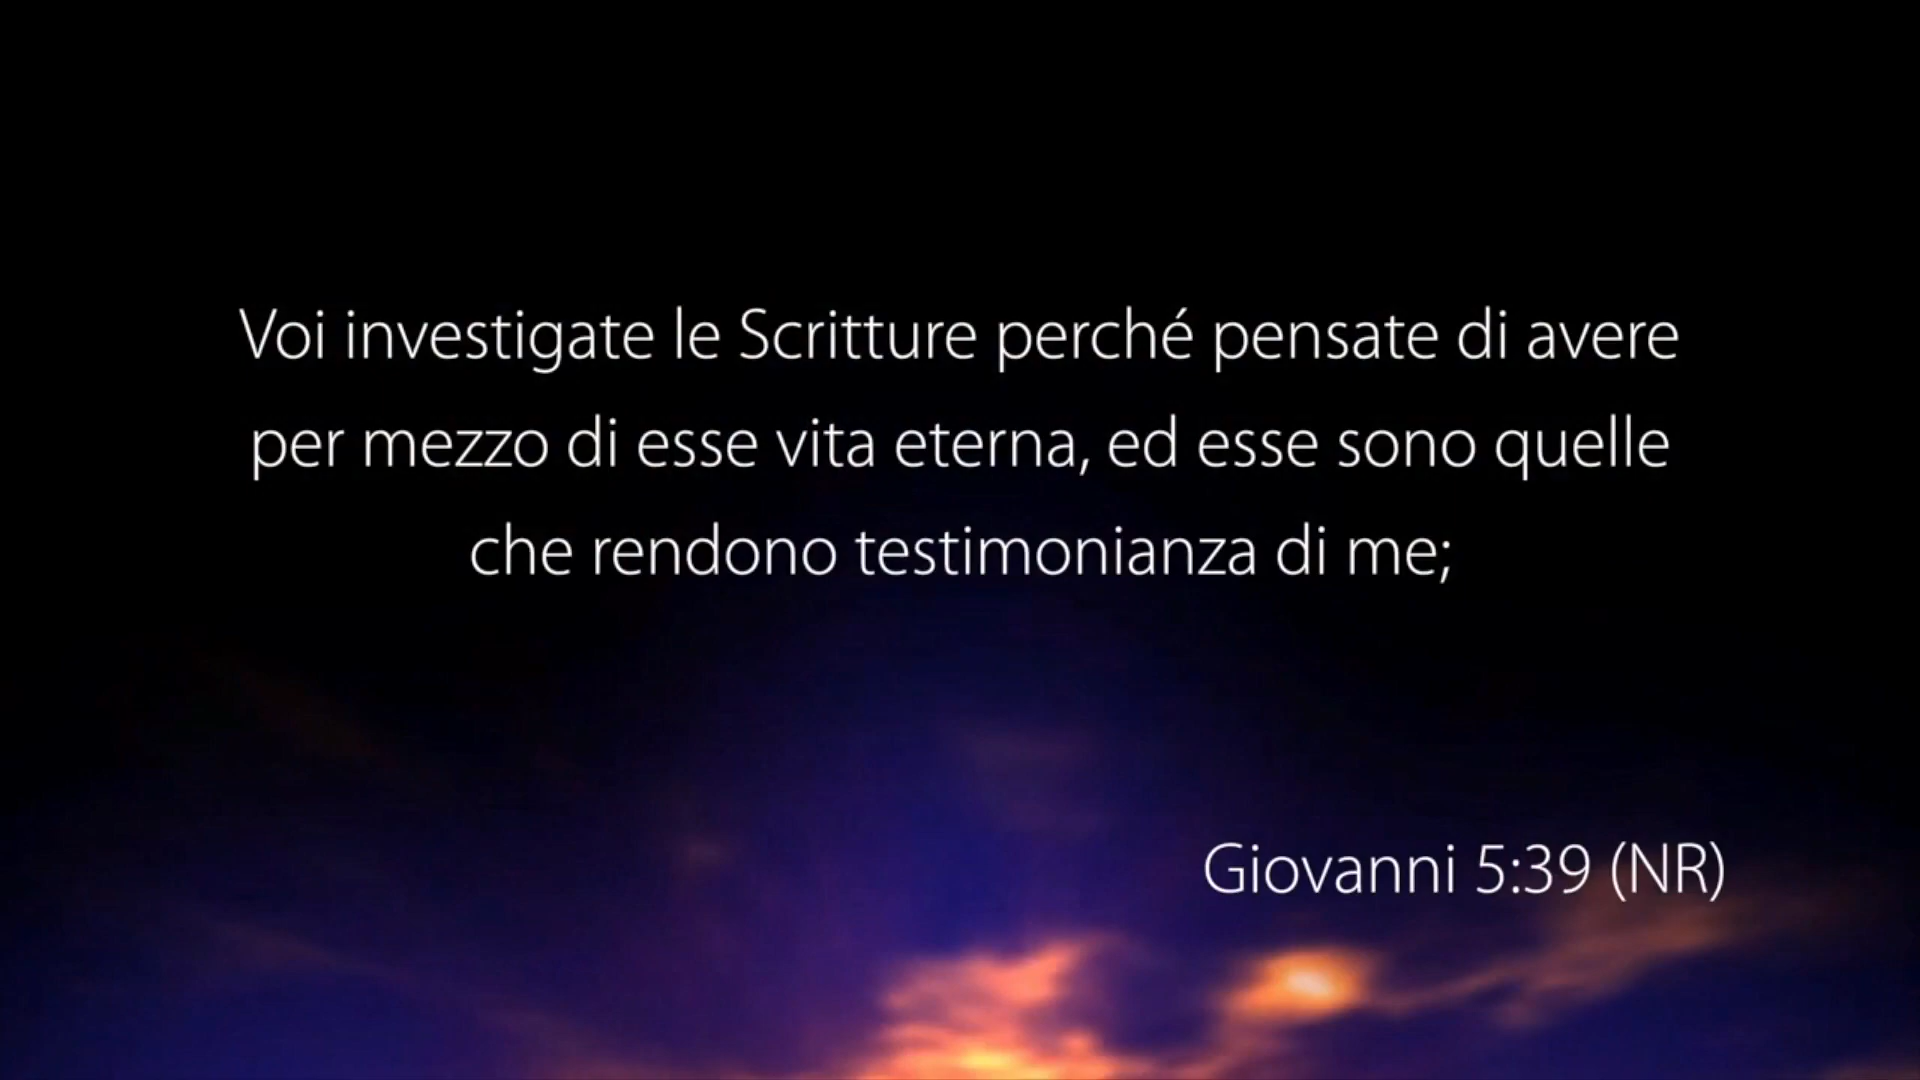 Voi investigate le Scritture perché pensate di avere
per mezzo di esse vita eterna, ed esse sono quelle
che rendono testimonianza di me;
Giovanni 5:39 (NR)